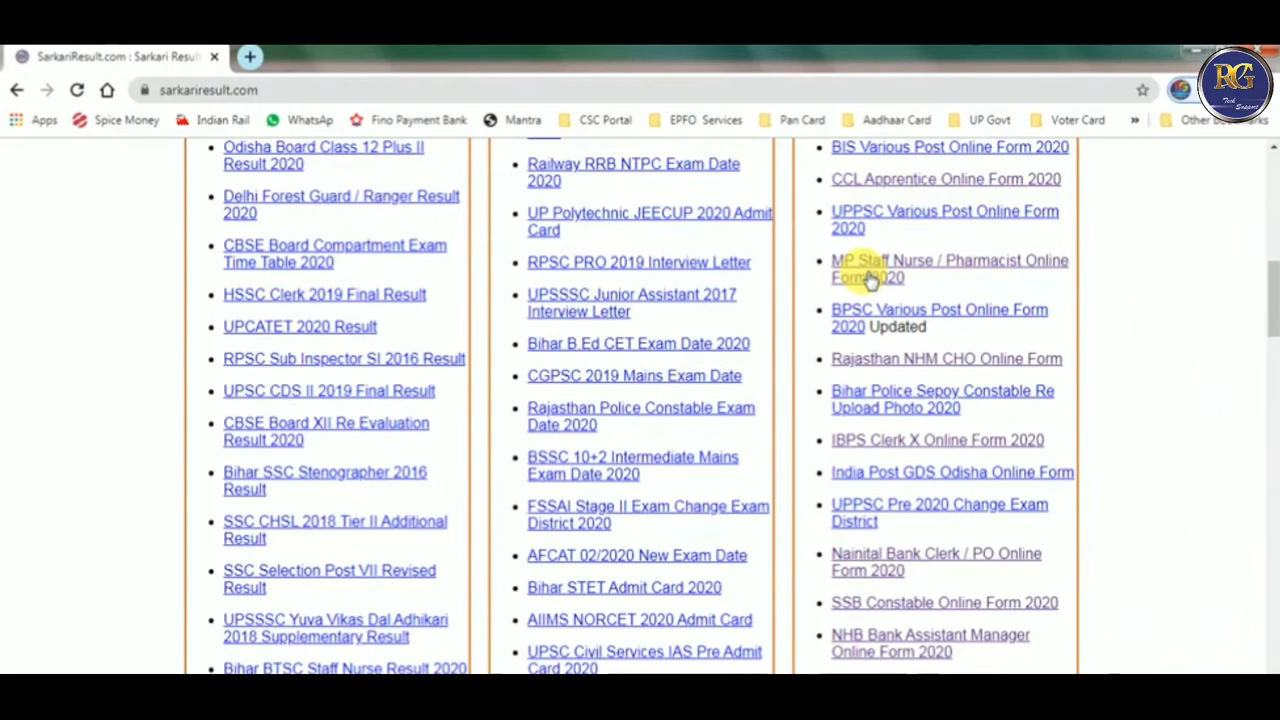 SarkariResult.com : Sarkari Resul
sarkariresult.com
RG
Tech
Support
Apps
Spice Money
Indian Rail
WhatsApp
Fino Payment Bank
Mantra
CSC Portal
EPFO Services
Pan Card
Aadhaar Card
UP Govt
Voter Card
»
Odisha Board Class 12 Plus II
Result 2020
Delhi Forest Guard / Ranger Result
2020
CBSE Board Compartment Exam
Time Table 2020
HSSC Clerk 2019 Final Result
UPCATET 2020 Result
RPSC Sub Inspector SI 2016 Result
UPSC CDS II 2019 Final Result
CBSE Board XII Re Evaluation
Result 2020
Bihar SSC Stenographer 2016
Result
SSC CHSL 2018 Tier II Additional
Result
SSC Selection Post VII Revised
Result
UPSSSC Yuva Vikas Dal Adhikari
2018 Supplementary Result
Bihar BTSC Staff Nurse Result 2020
Railway RRB NTPC Exam Date
2020
UP Polytechnic JEECUP 2020 Admit
Card
RPSC PRO 2019 Interview Letter
UPSSSC Junior Assistant 2017
Interview Letter
Bihar B.Ed CET Exam Date 2020
CGPSC 2019 Mains Exam Date
Rajasthan Police Constable Exam
Date 2020
BSSC 10+2 Intermediate Mains
Exam Date 2020
FSSAI Stage II Exam Change Exam
District 2020
AFCAT 02/2020 New Exam Date
Bihar STET Admit Card 2020
AIIMS NORCET 2020 Admit Card
UPSC Civil Services IAS Pre Admit
Card 2020
BIS Various Post Online Form 2020
CCL Apprentice Online Form 2020
UPPSC Various Post Online Form
2020
MP Staff Nurse / Pharmacist Online
Form 2020
BPSC Various Post Online Form
2020 Updated
Rajasthan NHM CHO Online Form
Bihar Police Sepoy Constable Re
Upload Photo 2020
IBPS Clerk X Online Form 2020
India Post GDS Odisha Online Form
UPPSC Pre 2020 Change Exam
District
Nainital Bank Clerk / PO Online
Form 2020
SSB Constable Online Form 2020
NHB Bank Assistant Manager
Online Form 2020